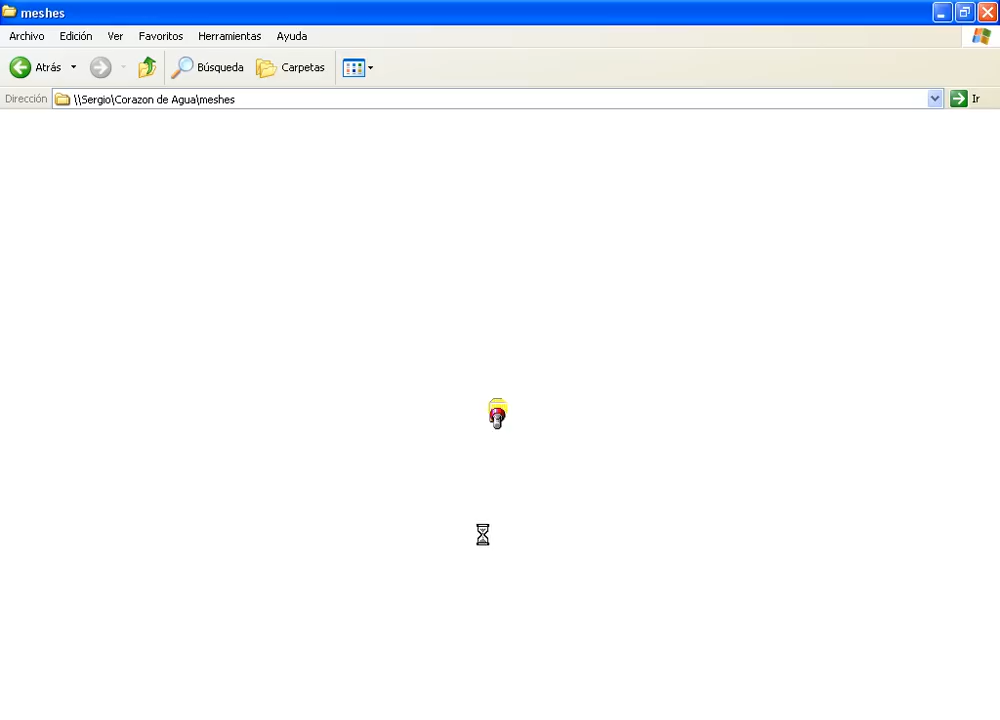 meshes
Archivo Edición Ver Favoritos Herramientas Ayuda
Atrás Búsqueda Carpetas
Dirección \\Sergio\Corazon de Agua\meshes Ir